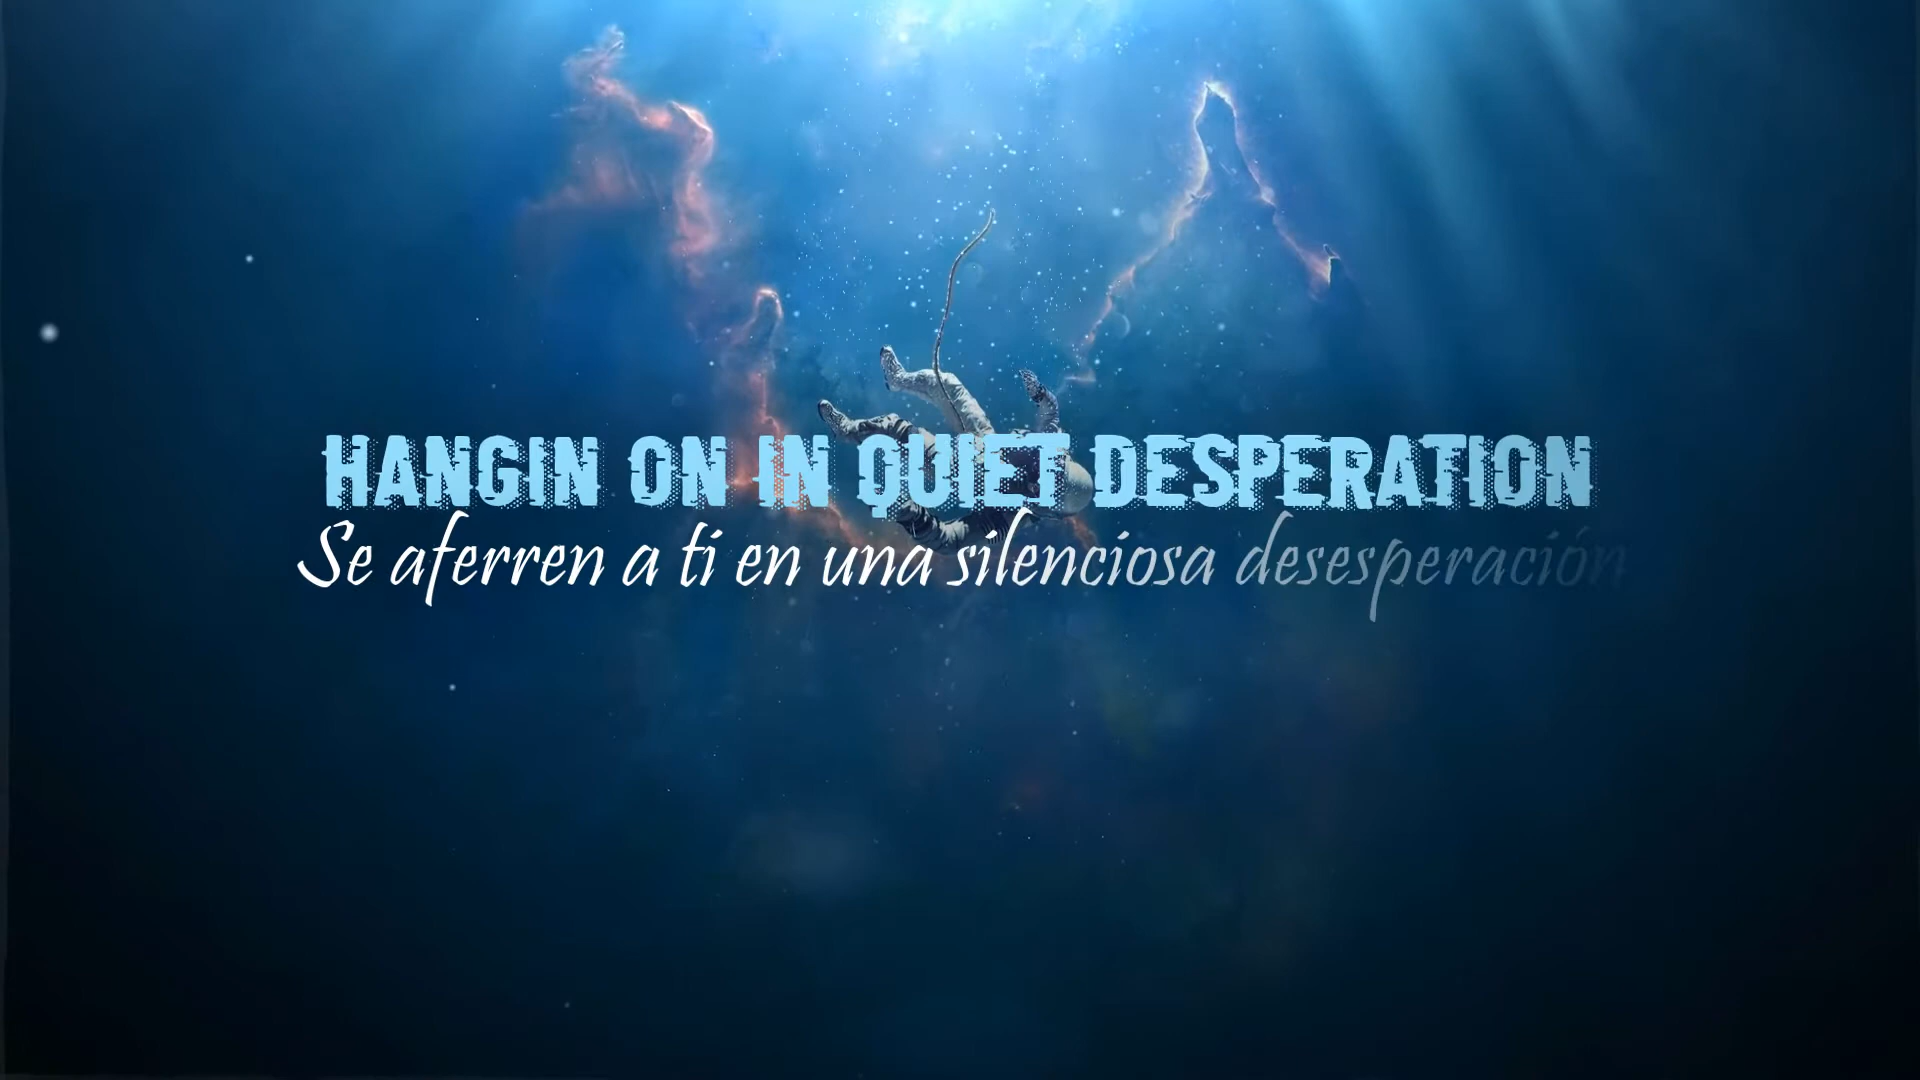 HANGIN ON IN QUIET DESPERATION
Se aferren a ti en una silenciosa desesperación